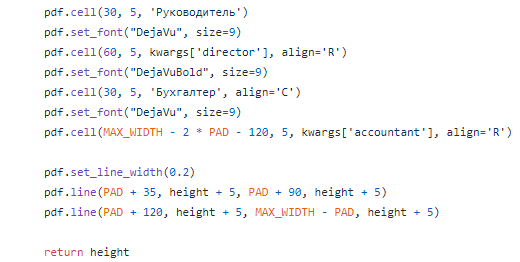 pdf.cell(30, 5, 'Руководитель')
pdf.set_font("DejaVu", size=9)
pdf.cell(60, 5, kwargs['director'], align='R')
pdf.set_font("DejaVuBold", size=9)
pdf.cell(30, 5, 'Бухгалтер', align='C')
pdf.set_font("DejaVu", size=9)
pdf.cell(MAX_WIDTH - 2 * PAD - 120, 5, kwargs['accountant'], align='R')
pdf.set_line_width(0.2)
pdf.line(PAD + 35, height + 5, PAD + 90, height + 5)
pdf.line(PAD + 120, height + 5, MAX_WIDTH - PAD, height + 5)
return height